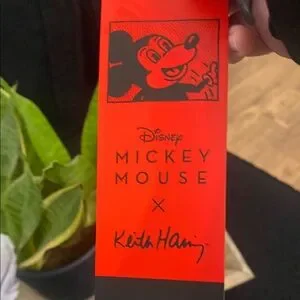 Disney
MICKEY
MOUSE
×
Keith Haring